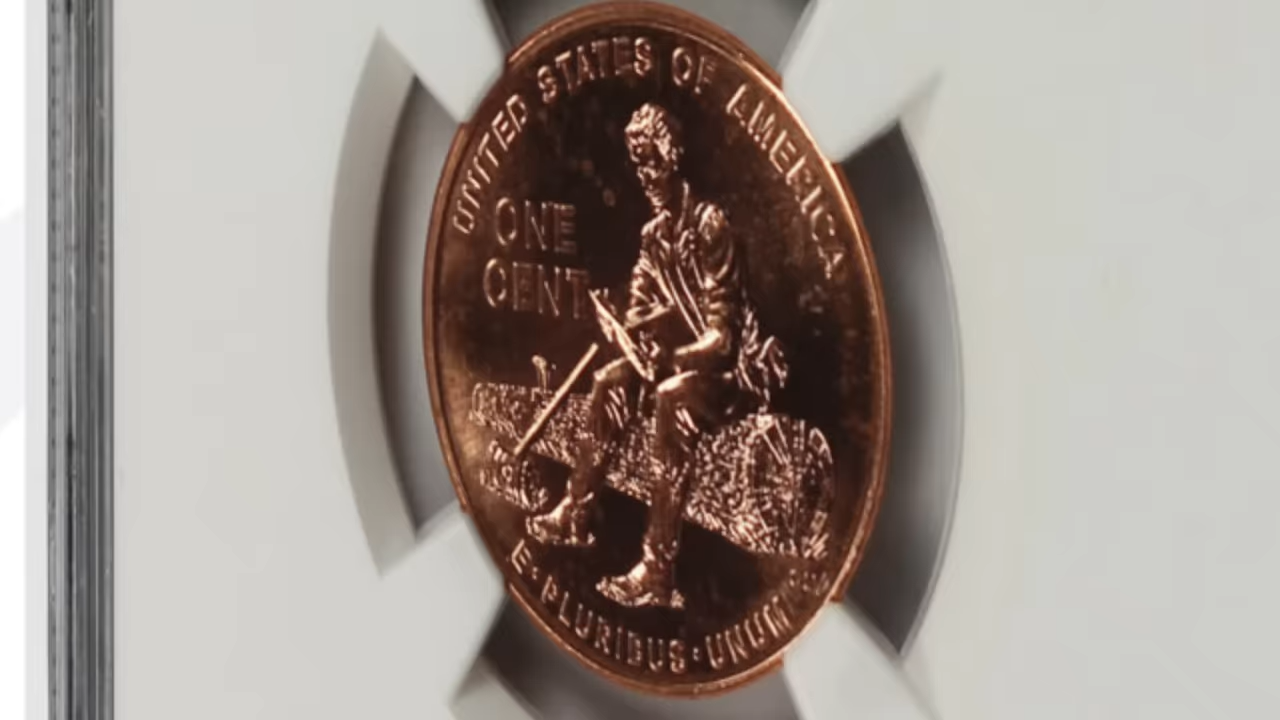 UNITED STATES OF AMERICA
ONE
CENT
E · PLURIBUS · UNUM